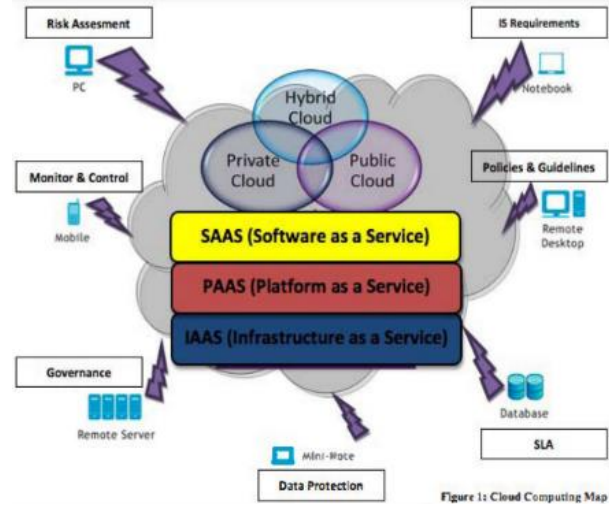 Risk Assesment
IS Requirements
PC
Notebook
Hybrid
Cloud
Private
Cloud
Public
Cloud
Monitor & Control
Policies & Guidelines
Mobile
Remote
Desktop
SAAS (Software as a Service)
PAAS (Platform as a Service)
IAAS (Infrastructure as a Service)
Governance
Remote Server
Database
SLA
Mini-Note
Data Protection
Figure 1: Cloud Computing Map